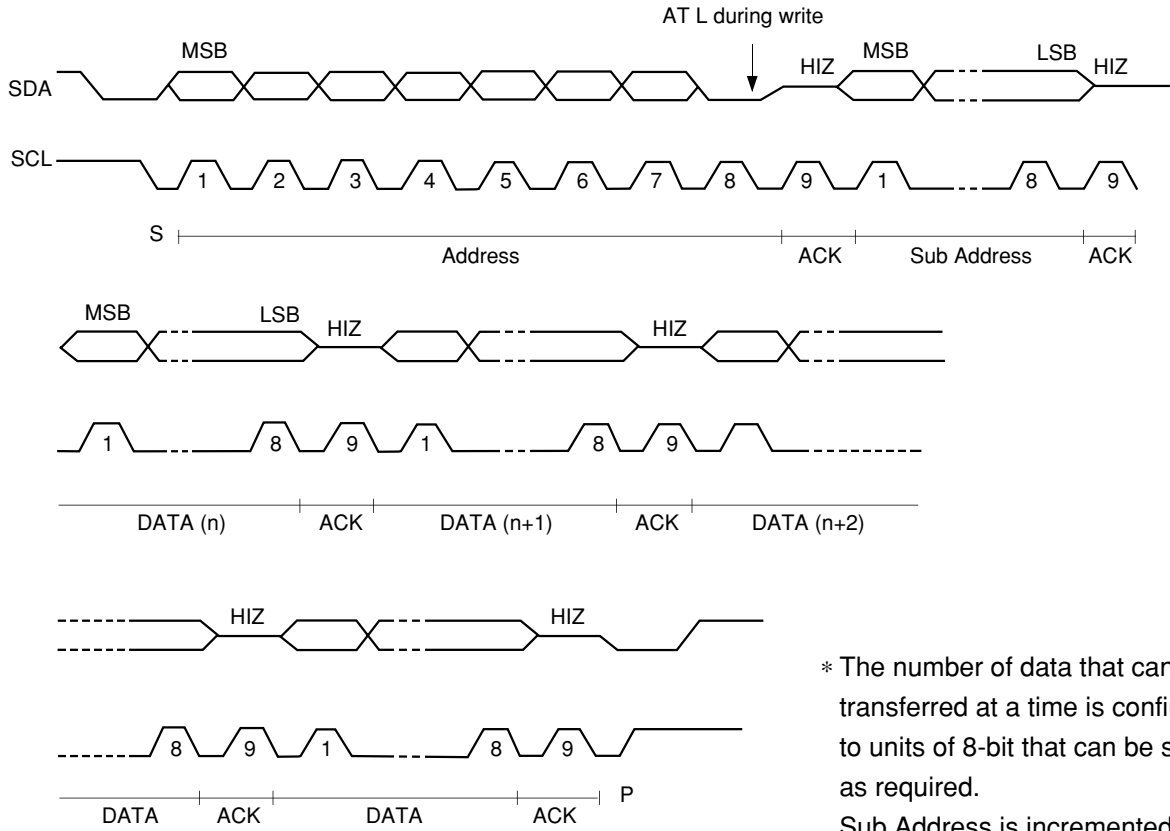 AT L during write
MSB HIZ MSB LSB HIZ
SDA
SCL
1 2 3 4 5 6 7 8 9 1 8 9
S
Address ACK Sub Address ACK
MSB LSB HIZ HIZ
1 8 9 1 8 9
DATA (n) ACK DATA (n+1) ACK DATA (n+2)
HIZ HIZ
8 9 1 8 9
P
DATA ACK DATA ACK
* The number of data that can
transferred at a time is
to units of 8-bit that can be
as required.
Sub Address is incremented